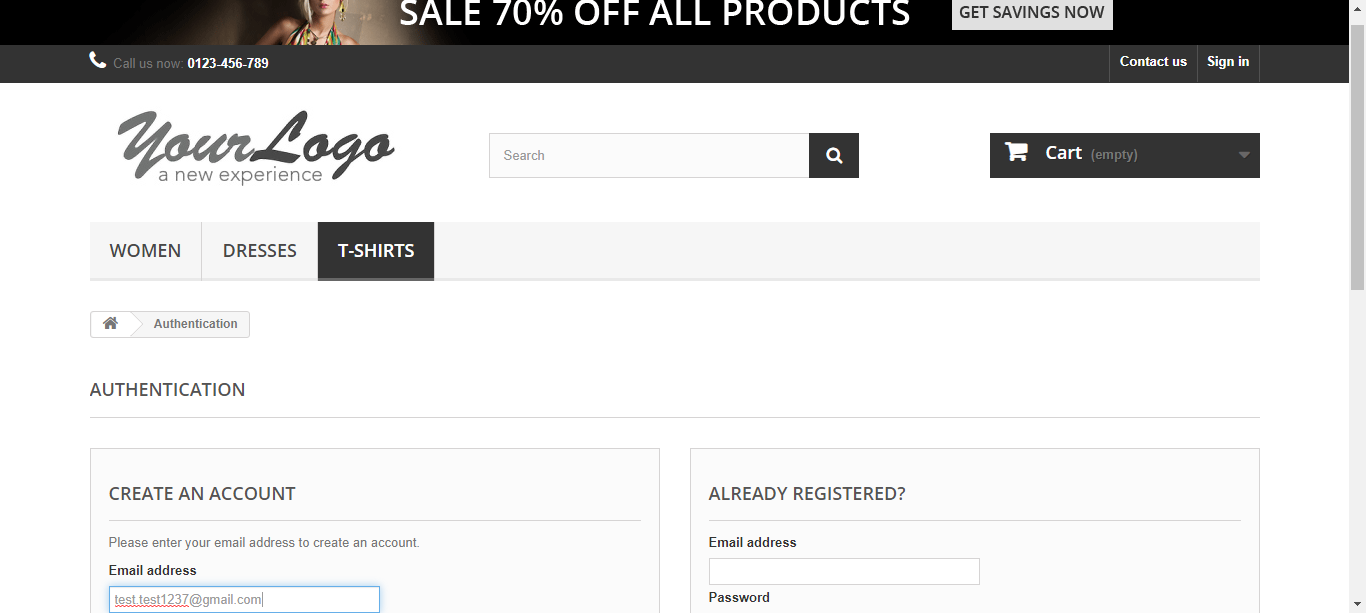 SALE 70% OFF ALL PRODUCTS GET SAVINGS NOW
Call us now: 0123-456-789 Contact us Sign in
Your Logo
a new experience
Search
Cart (empty)
WOMEN DRESSES T-SHIRTS
Authentication
AUTHENTICATION
CREATE AN ACCOUNT
Please enter your email address to create an account.
Email address
test.test1237@gmail.com
ALREADY REGISTERED?
Email address
Password